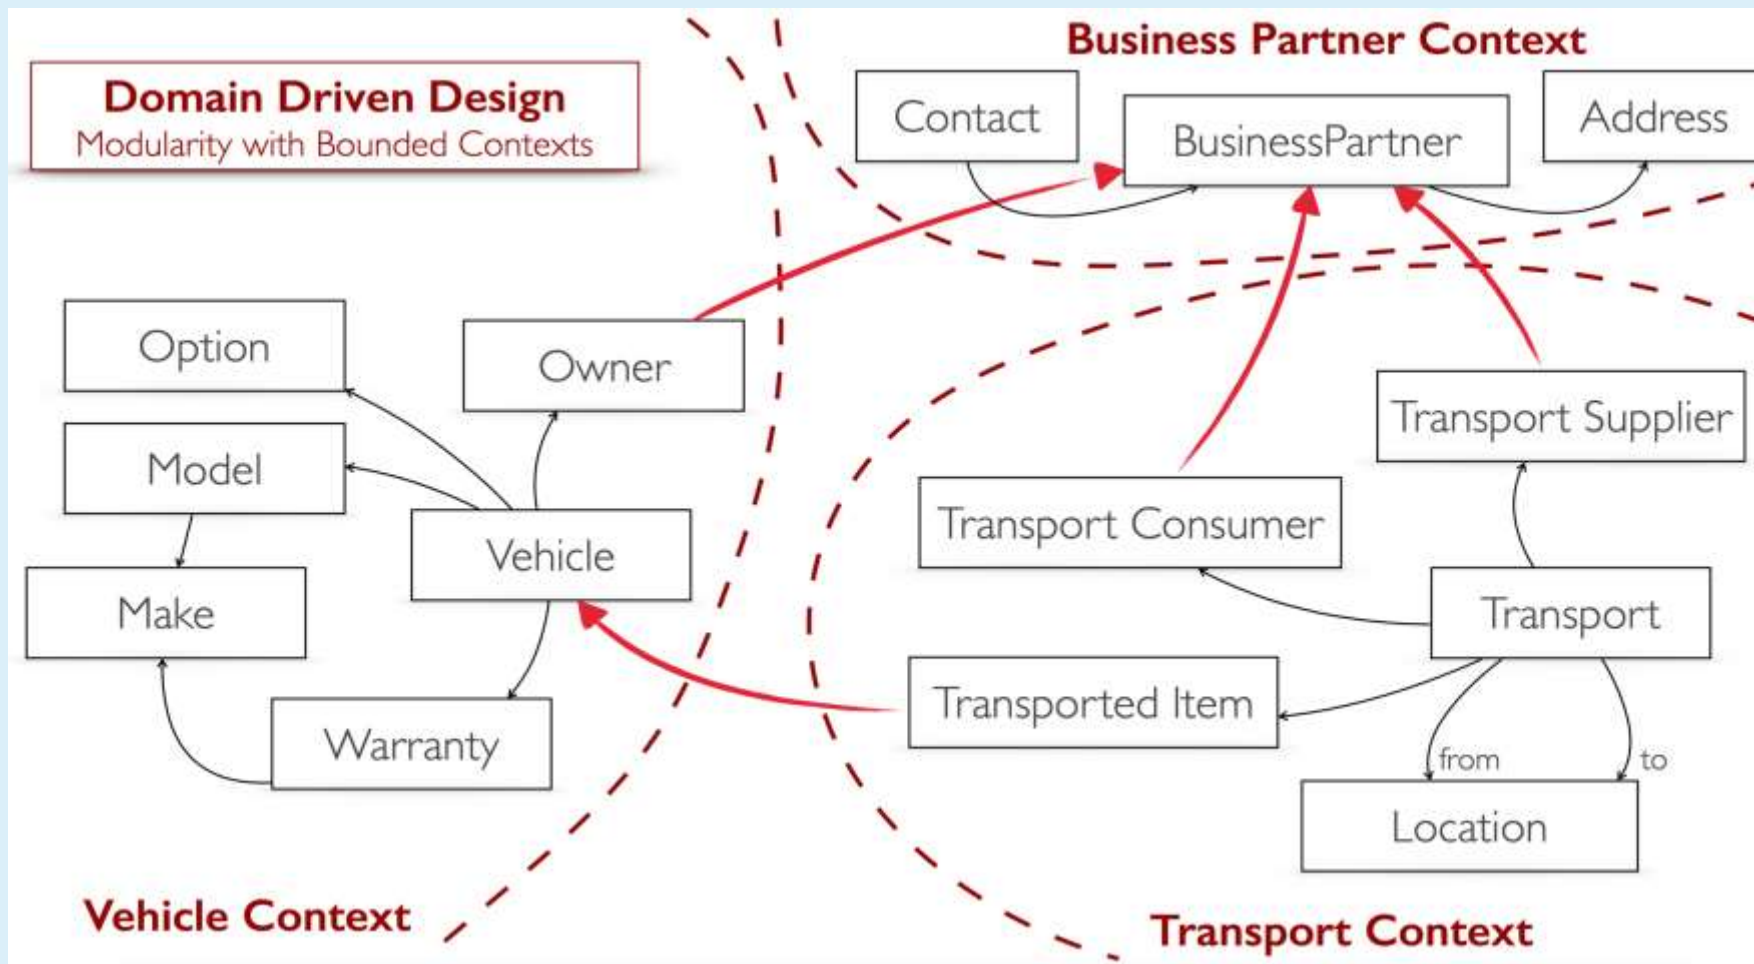 Domain Driven Design
Modularity with Bounded Contexts
Business Partner Context
Contact
BusinessPartner
Address
Option
Owner
Model
Vehicle
Make
Warranty
Vehicle Context
Transport Supplier
Transport Consumer
Transport
Transported Item
from
to
Location
Transport Context